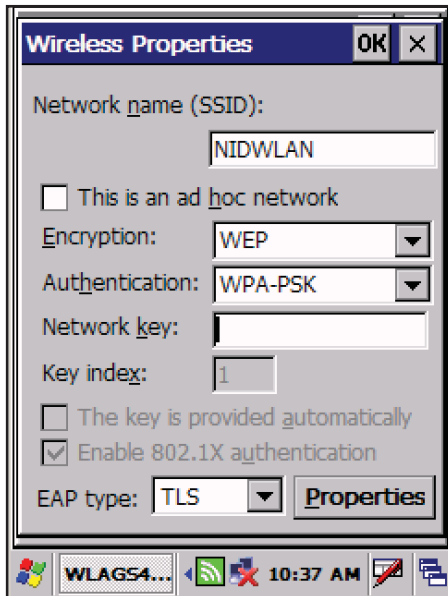 Wireless Properties OK ×
Network name (SSID):
NIDWLAN
This is an ad hoc network
Encryption: WEP
Authentication: WPA-PSK
Network key:
Key index: 1
The key is provided automatically
Enable 802.1X authentication
EAP type: TLS Properties
WLAGS4... 10:37 AM